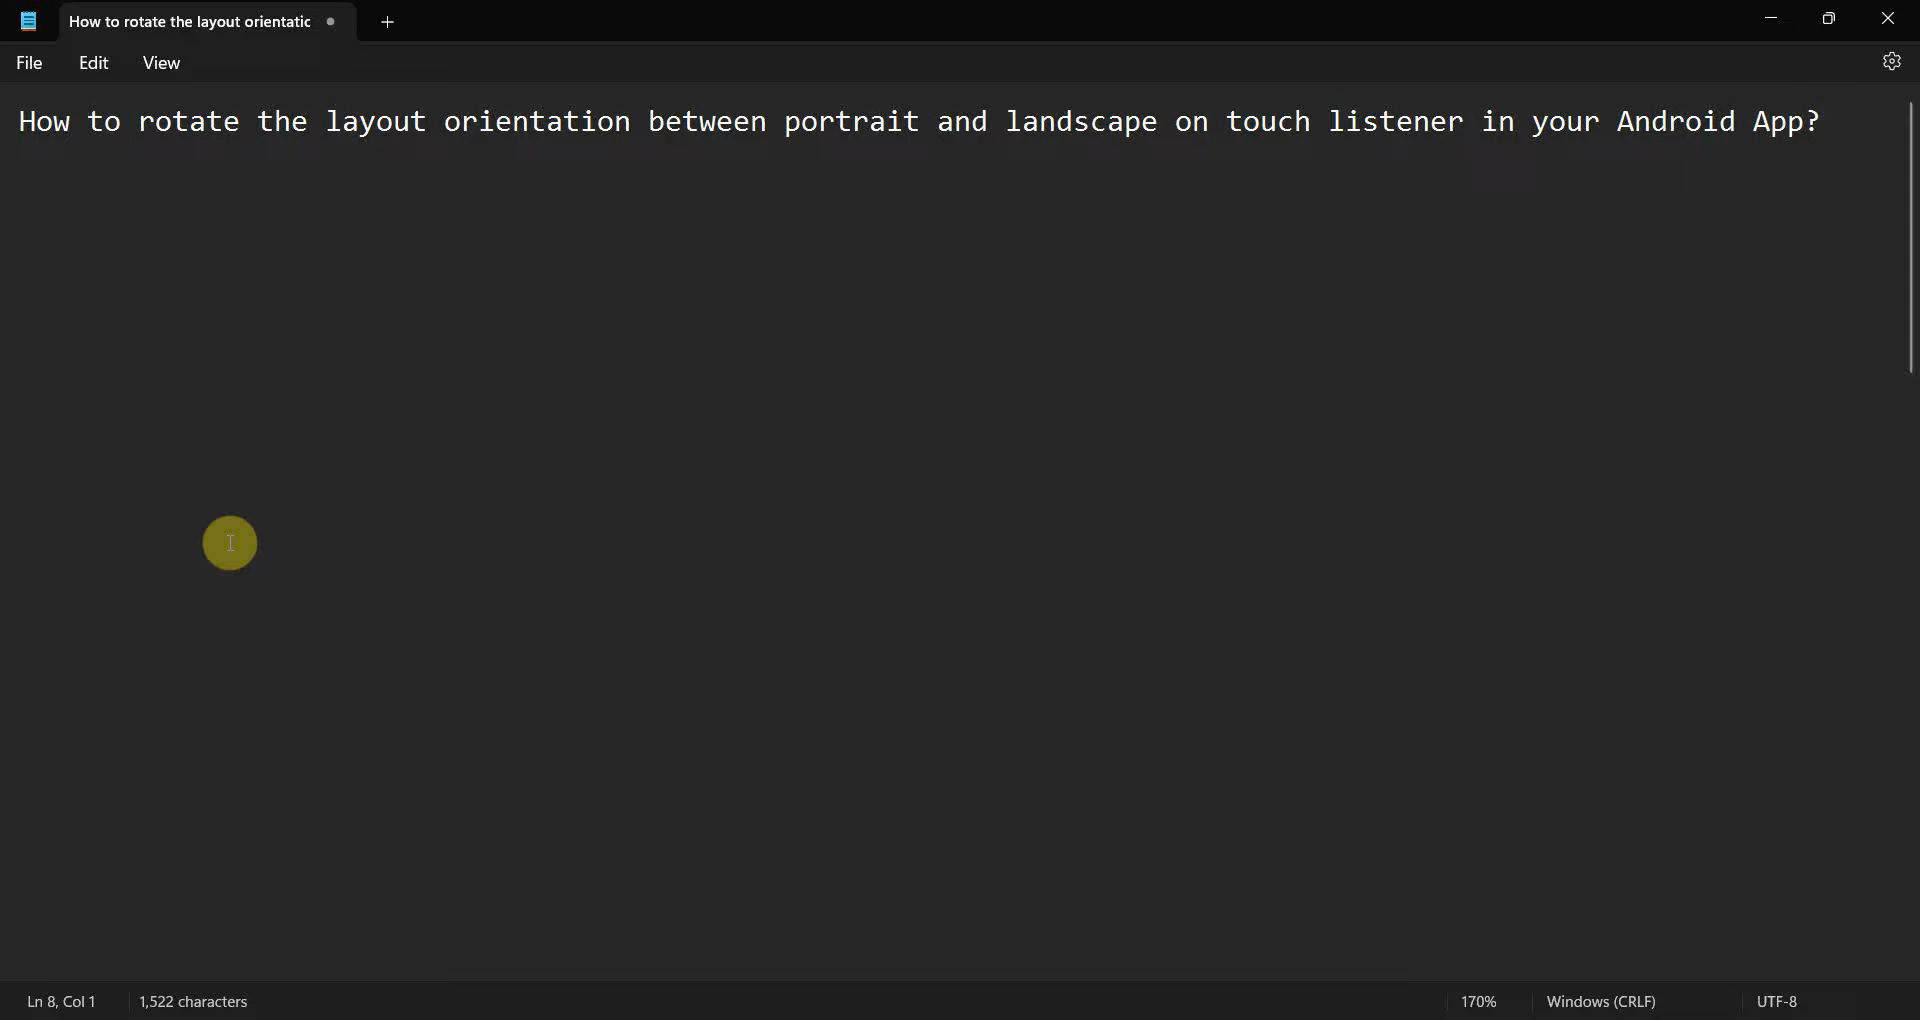 How to rotate the layout orientatic
File Edit View
How to rotate the layout orientation between portrait and landscape on touch listener in your Android App?
Ln 8, Col 1 1,522 characters 170% Windows (CRLF) UTF-8